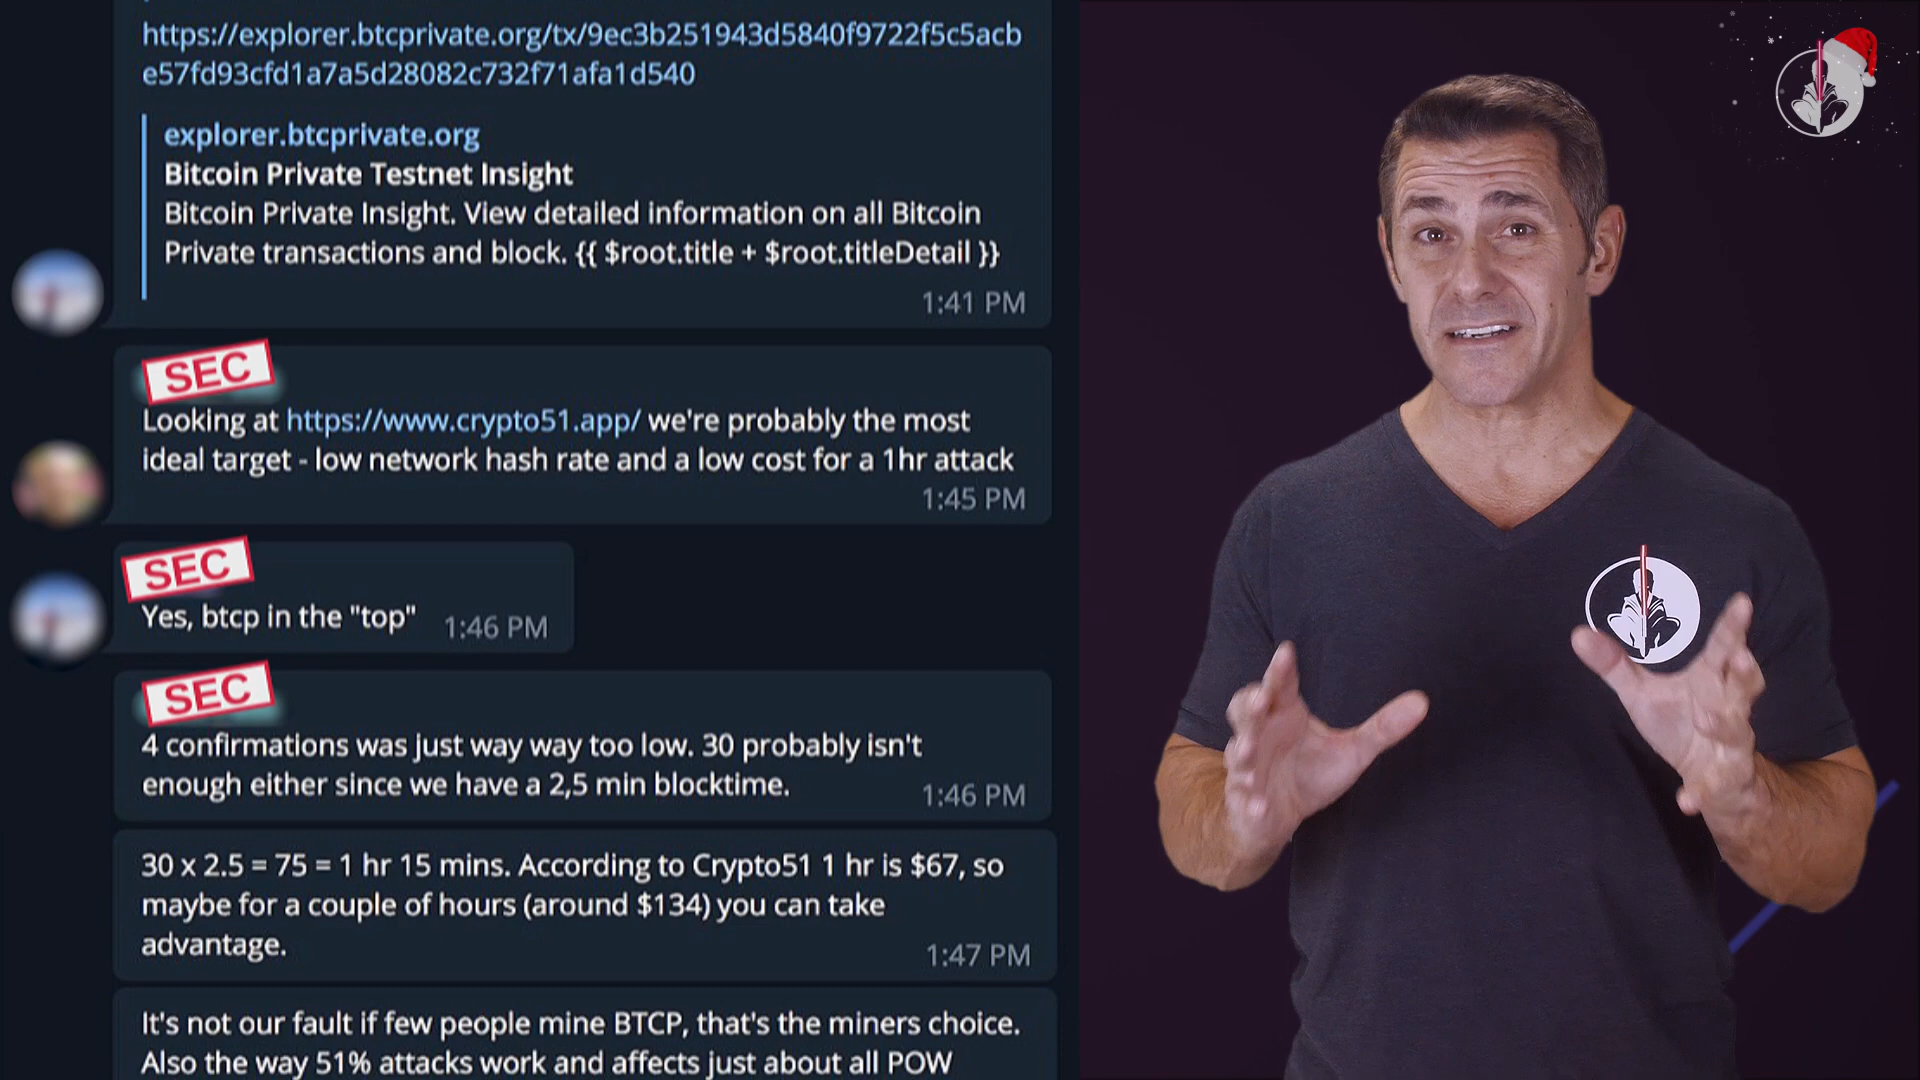 https://explorer.btcprivate.org/tx/9ec3b251943d5840f9722f5c5acb
e57fd93cfd1a7a5d28082c732f71afa1d540
explorer.btcprivate.org
Bitcoin Private Testnet Insight
Bitcoin Private Insight. View detailed information on all Bitcoin
Private transactions and block. {{ $root.title + $root.titleDetail }}
1:41 PM
SEC
Looking at https://www.crypto51.app/ we're probably the most
ideal target - low network hash rate and a low cost for a 1hr attack
1:45 PM
SEC
Yes, btcp in the "top" 1:46 PM
SEC
4 confirmations was just way way too low. 30 probably isn't
enough either since we have a 2,5 min blocktime.
1:46 PM
30 x 2.5 = 75 = 1 hr 15 mins. According to Crypto51 1 hr is $67, so
maybe for a couple of hours (around $134) you can take
advantage.
1:47 PM
It's not our fault if few people mine BTCP, that's the miners choice.
Also the way 51% attacks work and affects just about all POW